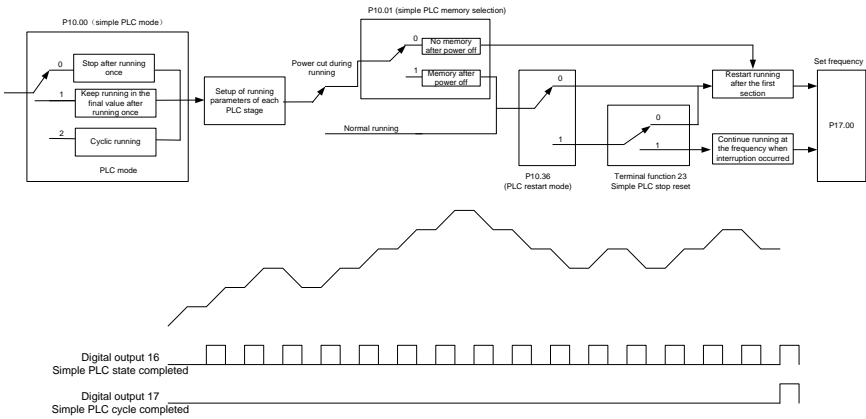 P10.00（simple PLC mode）
0
Stop after running
once
1
Keep running in the
final value after
running once
2
Cyclic running
PLC mode
Setup of running
parameters of each
PLC stage
Power cut during
running
Normal running
P10.01 (simple PLC memory selection)
0
No memory
after power off
1
Memory after
power off
0
1
P10.36
(PLC restart mode)
0
1
Terminal function 23
Simple PLC stop reset
Restart running
after the first
section
Continue running at
the frequency when
interruption occurred
Set frequency
P17.00
Digital output 16
Simple PLC state completed
Digital output 17
Simple PLC cycle completed